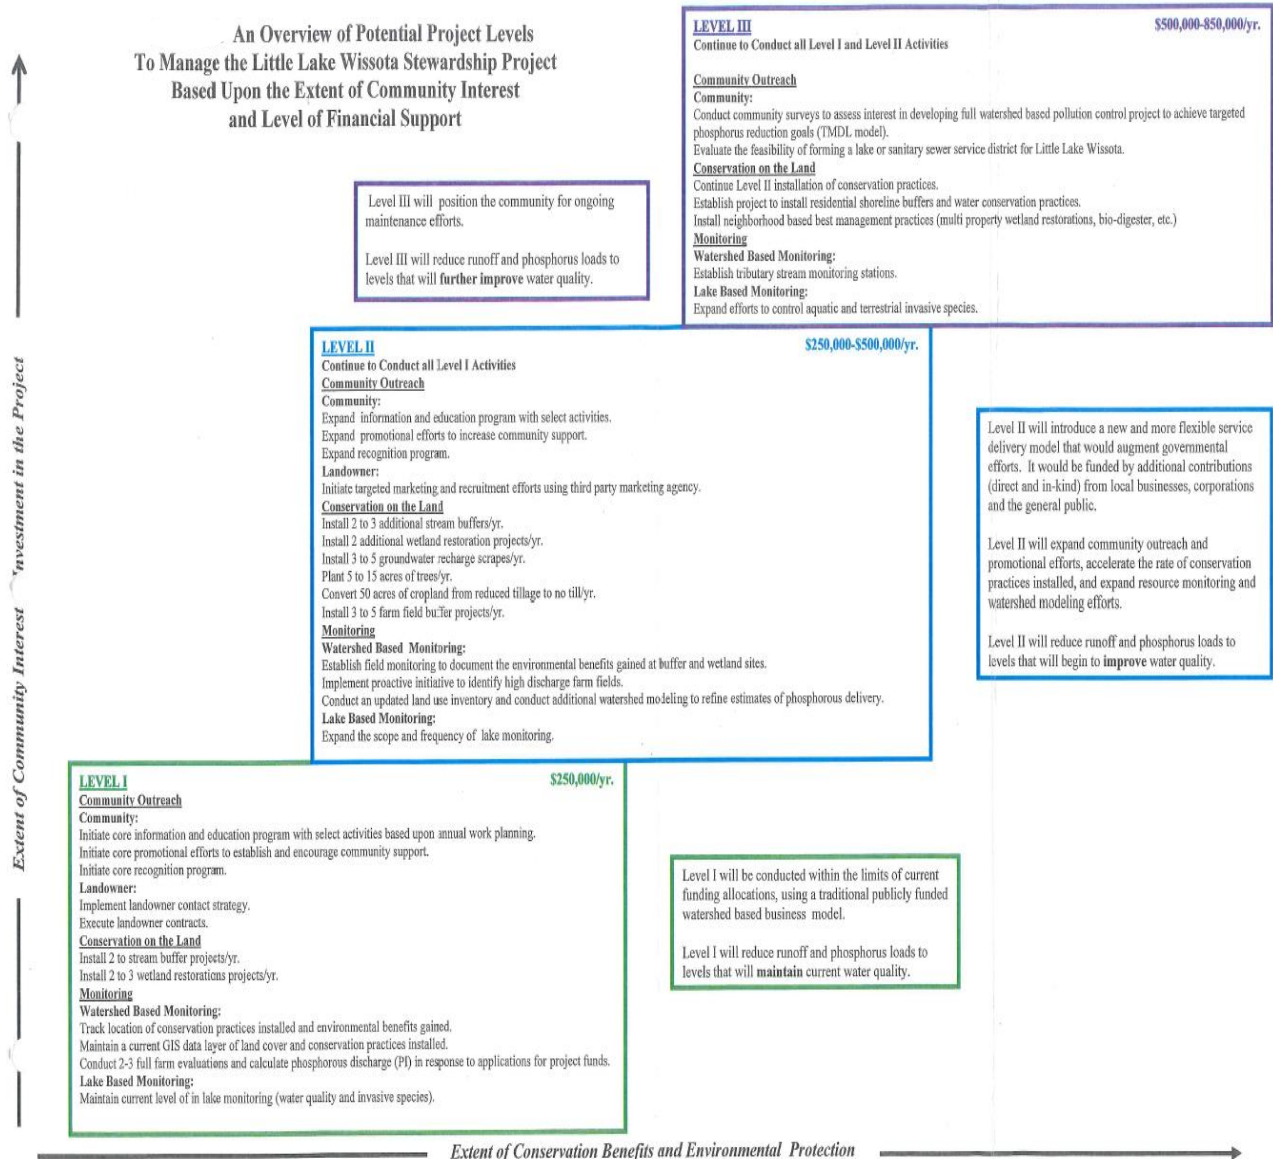 An Overview of Potential Project Levels
To Manage the Little Lake Wissota Stewardship Project
Based Upon the Extent of Community Interest
and Level of Financial Support
LEVEL III $500,000-850,000/yr.
Continue to Conduct all Level I and Level II Activities
Community Outreach
Community:
Conduct community surveys to assess interest in developing full watershed based pollution control project to achieve targeted
phosphorus reduction goals (TMDL model).
Evaluate the feasibility of forming a lake or sanitary sewer service district for Little Lake Wissota.
Conservation on the Land
Continue Level II installation of conservation practices.
Establish project to install residential shoreline buffers and water conservation practices.
Install neighborhood based best management practices (multi property wetland restorations, bio-digester, etc.)
Monitoring
Watershed Based Monitoring:
Establish tributary stream monitoring stations.
Lake Based Monitoring:
Expand efforts to control aquatic and terrestrial invasive species.
Level III will position the community for ongoing
maintenance efforts.
Level III will reduce runoff and phosphorus loads to
levels that will further improve water quality.
LEVEL II $250,000-$500,000/yr.
Continue to Conduct all Level I Activities
Community Outreach
Community:
Expand information and education program with select activities.
Expand promotional efforts to increase community support.
Expand recognition program.
Landowner:
Initiate targeted marketing and recruitment efforts using third party marketing agency.
Conservation on the Land
Install 2 to 3 additional stream buffers/yr.
Install 2 additional wetland restoration projects/yr.
Install 3 to 5 groundwater recharge scrapes/yr.
Plant 5 to 15 acres of trees/yr.
Convert 50 acres of cropland from reduced tillage to no till/yr.
Install 3 to 5 farm field buffer projects/yr.
Monitoring
Watershed Based Monitoring:
Establish field monitoring to document the environmental benefits gained at buffer and wetland sites.
Implement proactive initiative to identify high discharge farm fields.
Conduct an updated land use inventory and conduct additional watershed modeling to refine estimates of phosphorous delivery.
Lake Based Monitoring:
Expand the scope and frequency of lake monitoring.
Level II will introduce a new and more flexible service
delivery model that would augment governmental
efforts. It would be funded by additional contributions
(direct and in-kind) from local businesses, corporations
and the general public.
Level II will expand community outreach and
promotional efforts, accelerate the rate of conservation
practices installed, and expand resource monitoring and
watershed modeling efforts.
Level II will reduce runoff and phosphorus loads to
levels that will begin to improve water quality.
LEVEL I $250,000/yr.
Community Outreach
Community:
Initiate core information and education program with select activities based upon annual work planning.
Initiate core promotional efforts to establish and encourage community support.
Initiate core recognition program.
Landowner:
Implement landowner contact strategy.
Execute landowner contracts.
Conservation on the Land
Install 2 to stream buffer projects/yr.
Install 2 to 3 wetland restorations projects/yr.
Monitoring
Watershed Based Monitoring:
Track location of conservation practices installed and environmental benefits gained.
Maintain a current GIS data layer of land cover and conservation practices installed.
Conduct 2-3 full farm evaluations and calculate phosphorous discharge (PI) in response to applications for project funds.
Lake Based Monitoring:
Maintain current level of in lake monitoring (water quality and invasive species).
Level I will be conducted within the limits of current
funding allocations, using a traditional publicly funded
watershed based business model.
Level I will reduce runoff and phosphorus loads to
levels that will maintain current water quality.
Extent of Community Interest nvestment in the Project
Extent of Conservation Benefits and Environmental Protection